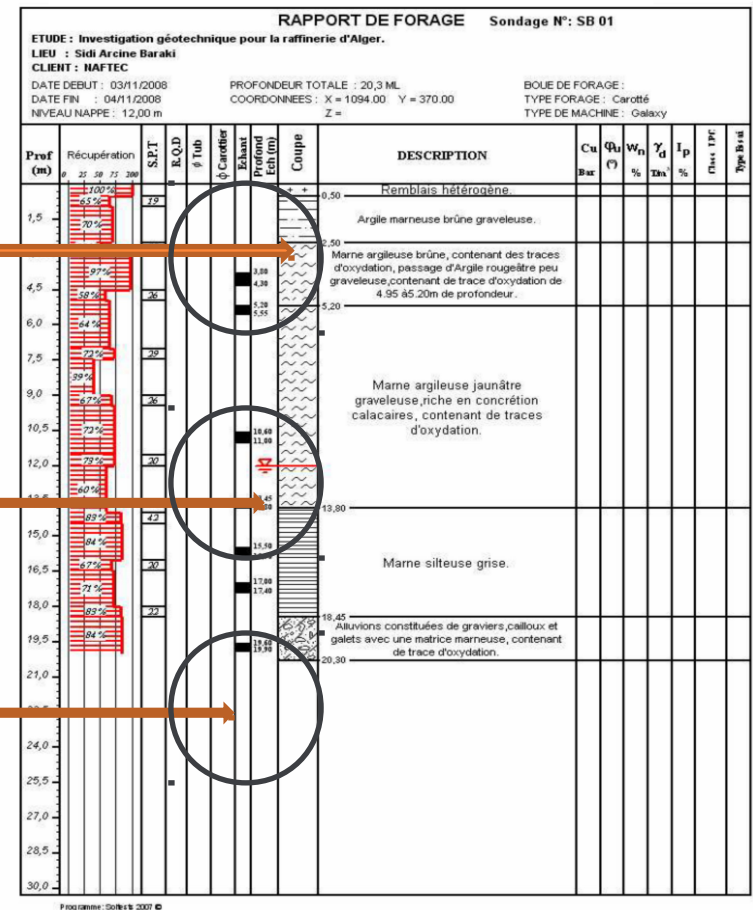 RAPPORT DE FORAGE Sondage N°: SB 01
ETUDE : Investigation géotechnique pour la raffinerie d'Alger.
LIEU : Sidi Arcine Baraki
CLIENT : NAFTEC
DATE DEBUT : 03/11/2008 PROFONDEUR TOTALE : 20,3 ML BOUE DE FORAGE :
DATE FIN : 04/11/2008 COORDONNEES : X = 1094.00 Y = 370.00 TYPE FORAGE : Carotté
NIVEAU NAPPE : 12,00 m Z = TYPE DE MACHINE : Galaxy
Prof (m) Récupération S.P.T R.Q.D ϕ Tub ϕ Carottier Echant Profond Ech (m) Coupe DESCRIPTION Cu Bar φu (°) Wn % γd T/m³ Ip % Class LPC Type Essai
0 25 50 75 100
100% Remblais hétérogène.
0,50
65% 19
1,5 70% Argile marneuse brûne graveleuse.
2,50
Marne argileuse brûne, contenant des traces
97% 3,80 d'oxydation, passage d'Argile rougeâtre peu
4,5 4,30 graveleuse,contenant de trace d'oxydation de
58% 26 4.95 à5.20m de profondeur.
5,20 5,20
5,55
6,0 64%
7,5 72% 29
39% Marne argileuse jaunâtre
9,0 67% 26 graveleuse,riche en concrétion
calacaires, contenant de traces
10,5 72% 10,60 d'oxydation.
11,00
12,0 73% 20
60%
13,80
83% 42
15,0 84% 15,50
16,5 67% 20 Marne silteuse grise.
71% 17,00
17,40
18,0 83% 22
18,45
Alluvions constituées de graviers,cailloux et
19,5 84% 19,60 galets avec une matrice marneuse, contenant
19,90 de trace d'oxydation.
20,30
21,0
24,0
25,5
27,0
28,5
30,0
Programme: Softests 2007 ©